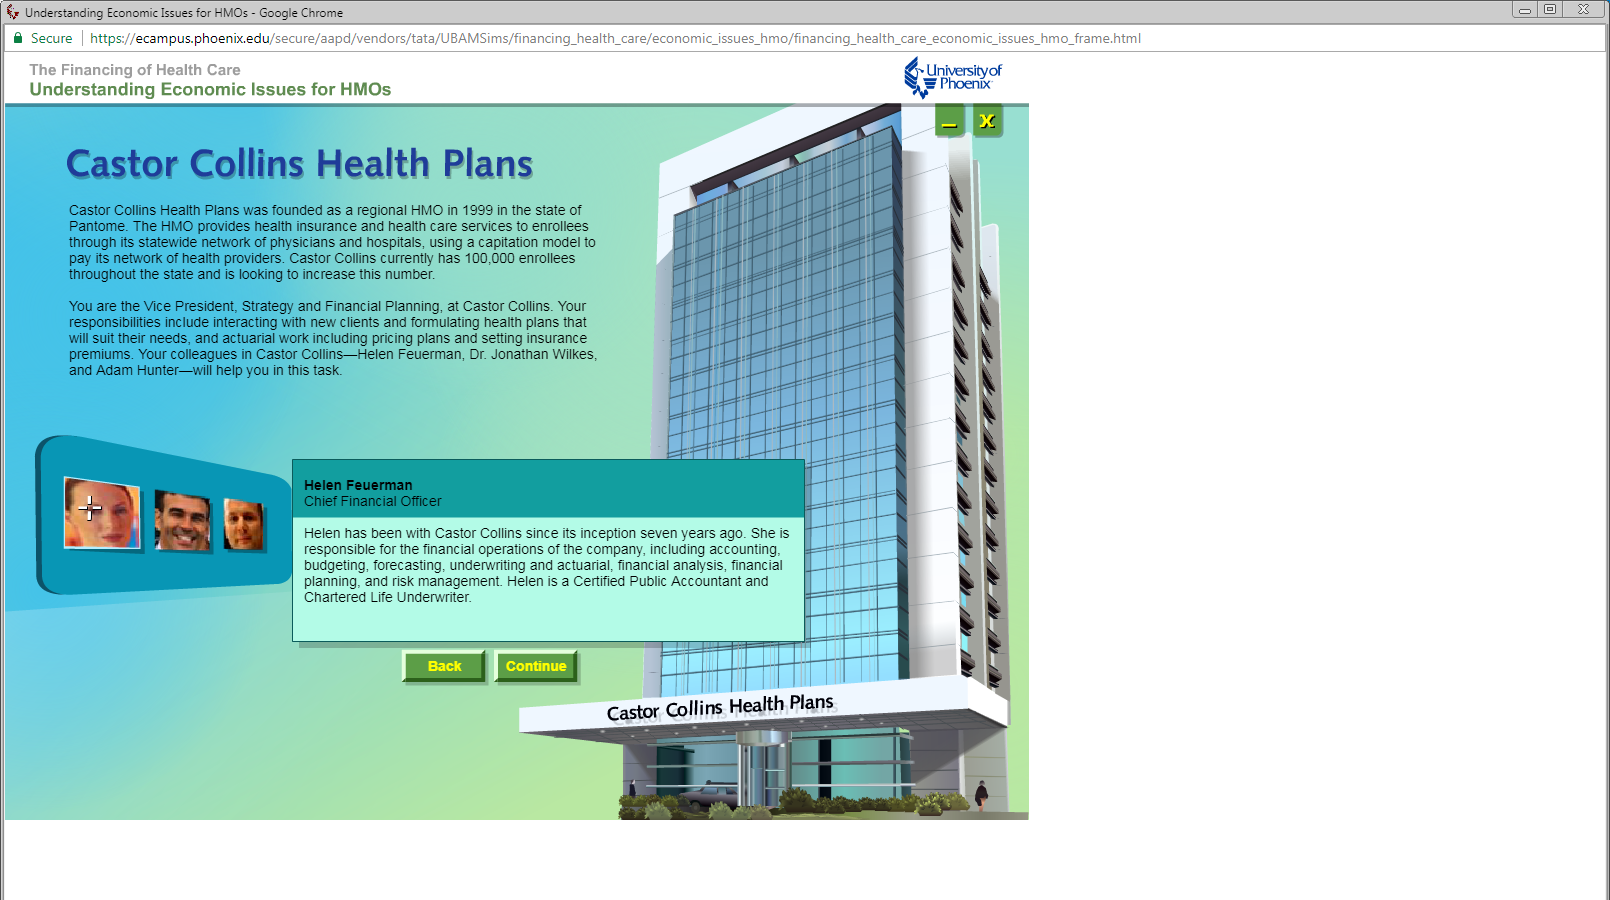 Understanding Economic Issues for HMOs - Google Chrome
Secure
https://ecampus.phoenix.edu/secure/aapd/vendors/tata/UBAMSims/financing_health_care/economic_issues_hmo/financing_health_care_economic_issues_hmo_frame.html
The Financing of Health Care
Understanding Economic Issues for HMOs
University of
Phoenix
X
Castor Collins Health Plans
Castor Collins Health Plans was founded as a regional HMO in 1999 in the state of
Pantome. The HMO provides health insurance and health care services to enrollees
through its statewide network of physicians and hospitals, using a capitation model to
pay its network of health providers. Castor Collins currently has 100,000 enrollees
throughout the state and is looking to increase this number.
You are the Vice President, Strategy and Financial Planning, at Castor Collins. Your
responsibilities include interacting with new clients and formulating health plans that
will suit their needs, and actuarial work including pricing plans and setting insurance
premiums. Your colleagues in Castor Collins—Helen Feuerman, Dr. Jonathan Wilkes,
and Adam Hunter—will help you in this task.
Helen Feuerman
Chief Financial Officer
Helen has been with Castor Collins since its inception seven years ago. She is
responsible for the financial operations of the company, including accounting,
budgeting, forecasting, underwriting and actuarial, financial analysis, financial
planning, and risk management. Helen is a Certified Public Accountant and
Chartered Life Underwriter.
Back
Continue
Castor Collins Health Plans